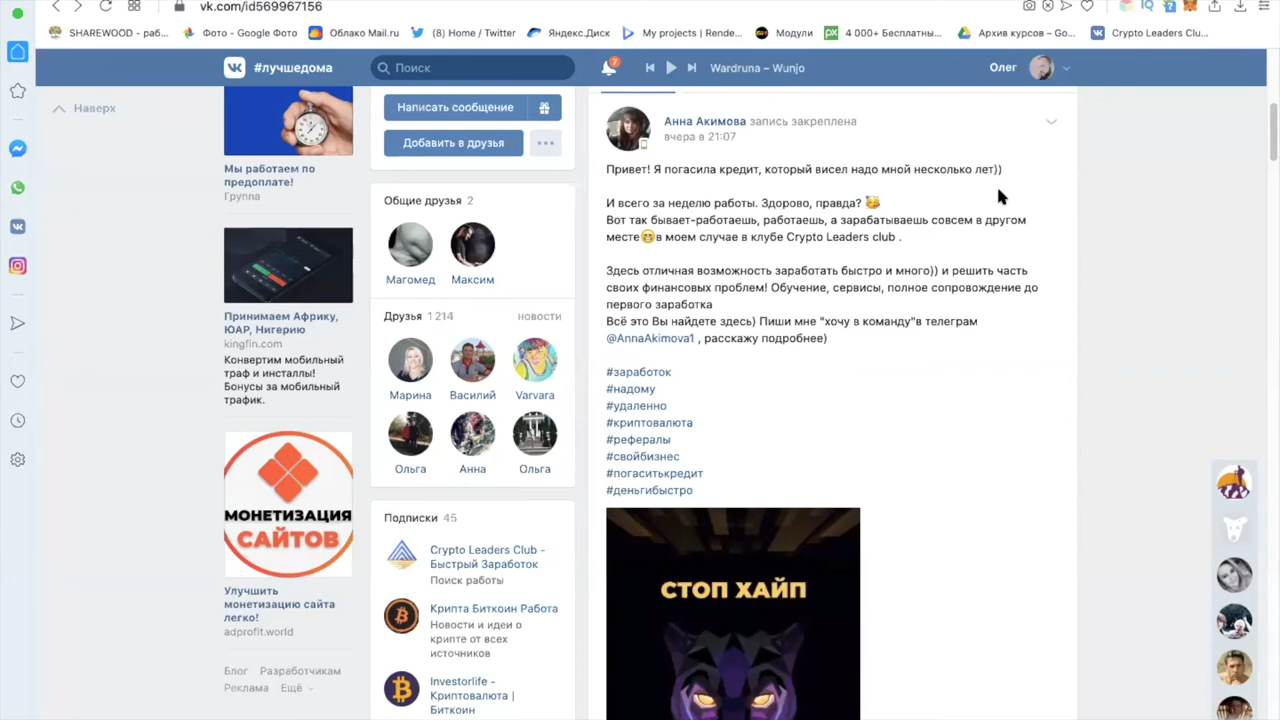 vk.com/id569967156
SHAREWOOD - раб...
Фото - Google Фото
Облако Mail.ru
(8) Home / Twitter
Яндекс.Диск
My projects | Rende...
Модули
4 000+ Бесплатны...
Архив курсов – Go...
Crypto Leaders Clu...
#лучшедома
Поиск
7
Wardruna – Wunjo
Олег
Наверх
Мы работаем по
предоплате!
Группа
Принимаем Африку,
ЮАР, Нигерию
kingfin.com
Конвертим мобильный
траф и инсталлы!
Бонусы за мобильный
трафик.
МОНЕТИЗАЦИЯ
САЙТОВ
Улучшить
монетизацию сайта
легко!
adprofit.world
Блог Разработчикам
Реклама Ещё
Написать сообщение
Добавить в друзья
Общие друзья 2
Магомед
Максим
Друзья 1 214
новости
Марина
Василий
Varvara
Ольга
Анна
Ольга
Подписки 45
Crypto Leaders Club -
Быстрый Заработок
Поиск работы
Крипта Биткоин Работа
Новости и идеи о
крипте от всех
источников
Investorlife -
Криптовалюта |
Биткоин
Анна Акимова запись закреплена
вчера в 21:07
Привет! Я погасила кредит, который висел надо мной несколько лет))
И всего за неделю работы. Здорово, правда? 🥳
Вот так бывает-работаешь, работаешь, а зарабатываешь совсем в другом
месте😁в моем случае в клубе Crypto Leaders club .
Здесь отличная возможность заработать быстро и много)) и решить часть
своих финансовых проблем! Обучение, сервисы, полное сопровождение до
первого заработка
Всё это Вы найдете здесь) Пиши мне "хочу в команду"в телеграм
@AnnaAkimova1 , расскажу подробнее)
#заработок
#надому
#удаленно
#криптовалюта
#рефералы
#свойбизнес
#погаситькредит
#деньгибыстро
СТОП ХАЙП